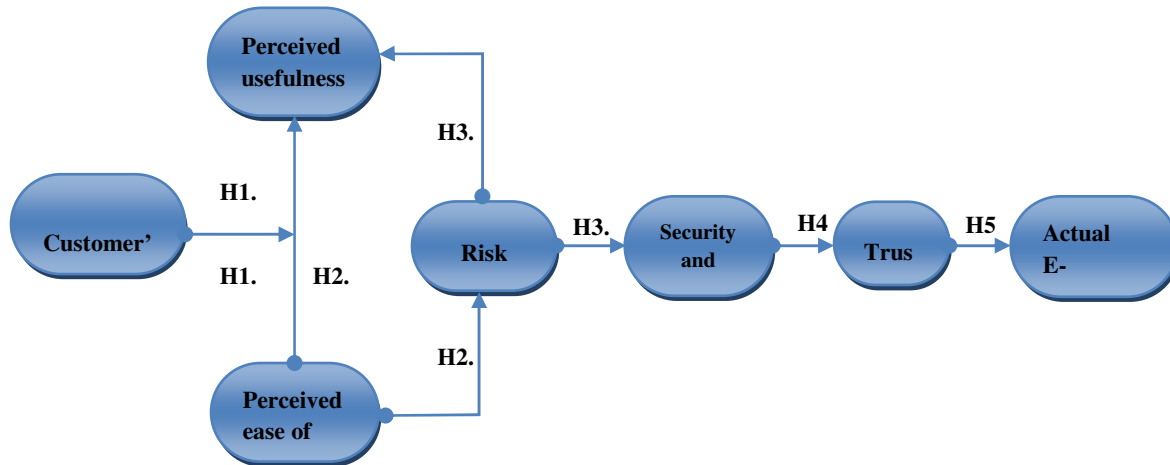 Perceived
usefulness
H3.
H1.
Customer’
H1.
H2.
Risk
H3.
Security
and
H4
Trus
H5
Actual
E-
H2.
Perceived
ease of